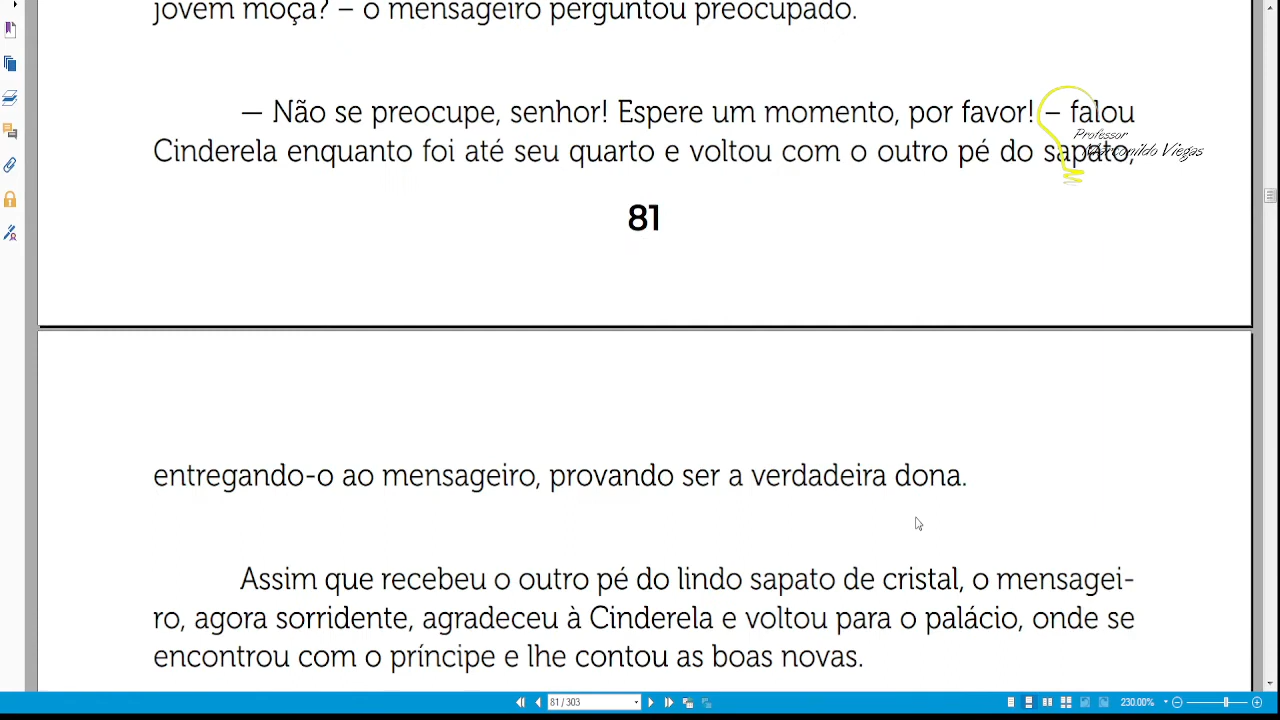 jovem moça? – o mensageiro perguntou preocupado.
— Não se preocupe, senhor! Espere um momento, por favor! – falou
Cinderela enquanto foi até seu quarto e voltou com o outro pé do sapato,
Professor
Marconildo Viegas
81
entregando-o ao mensageiro, provando ser a verdadeira dona.
Assim que recebeu o outro pé do lindo sapato de cristal, o mensagei-
ro, agora sorridente, agradeceu à Cinderela e voltou para o palácio, onde se
encontrou com o príncipe e lhe contou as boas novas.
81 / 303
230.00%